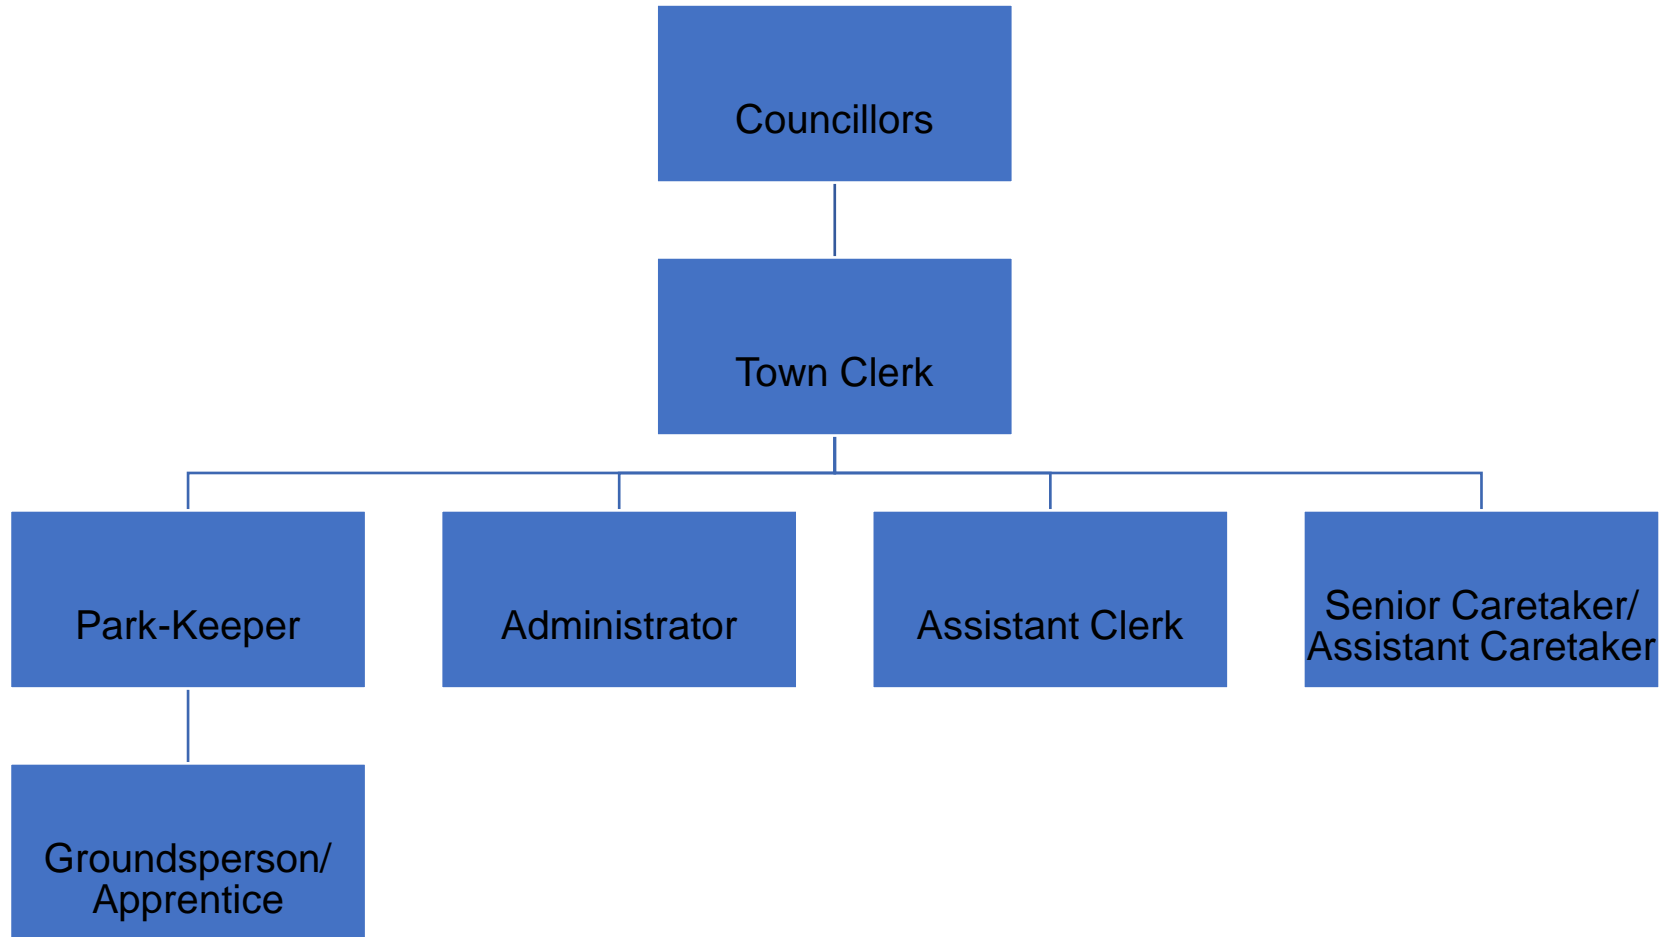 Councillors
Town Clerk
Park-Keeper
Administrator
Assistant Clerk
Senior Caretaker/
Assistant Caretaker
Groundsperson/
Apprentice